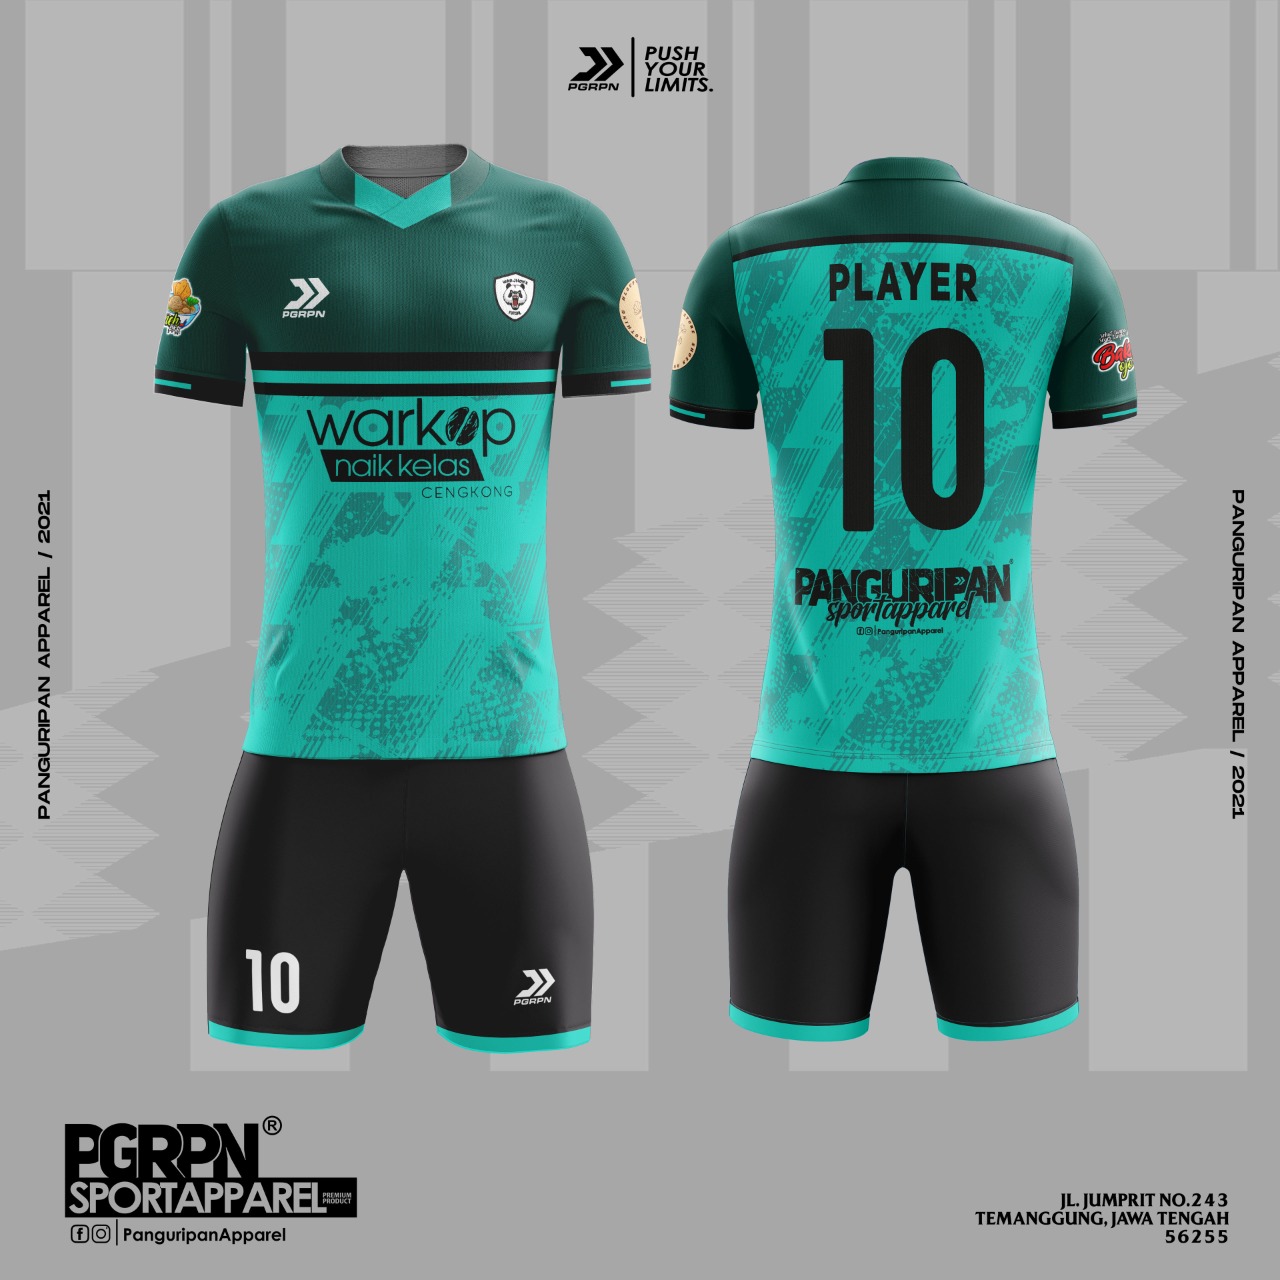 PGRPN
PUSH
YOUR
LIMITS.
PGRPN
warkop
naik kelas
CENGKONG
10
PGRPN
PLAYER
10
PANGURIPAN
sportapparel
PanguripanApparel
PANGURIPAN APPAREL / 2021
PANGURIPAN APPAREL / 2021
PGRPN®
SPORTAPPAREL
PREMIUM
PRODUCT
PanguripanApparel
JL. JUMPRIT NO.243
TEMANGGUNG, JAWA TENGAH
56255